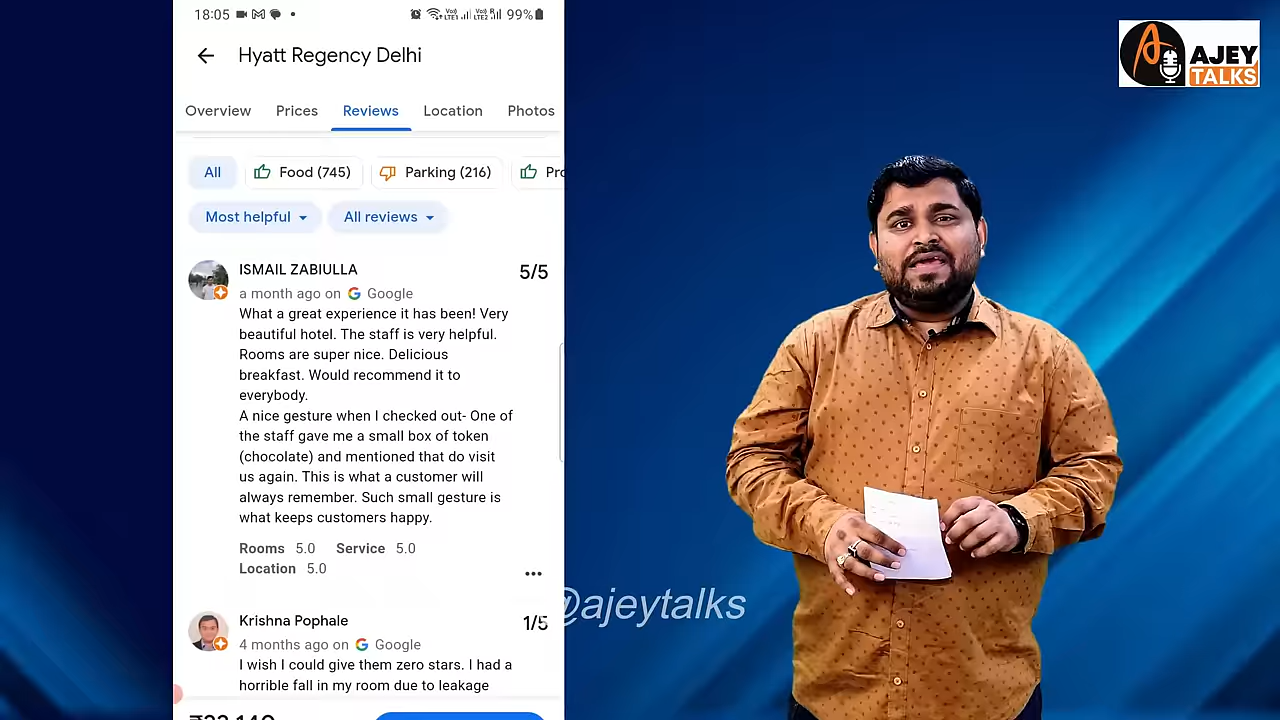 18:05
99%
Hyatt Regency Delhi
Overview Prices Reviews Location Photos
All Food (745) Parking (216)
Most helpful All reviews
ISMAIL ZABIULLA 5/5
a month ago on Google
What a great experience it has been! Very
beautiful hotel. The staff is very helpful.
Rooms are super nice. Delicious
breakfast. Would recommend it to
everybody.
A nice gesture when I checked out- One of
the staff gave me a small box of token
(chocolate) and mentioned that do visit
us again. This is what a customer will
always remember. Such small gesture is
what keeps customers happy.
Rooms 5.0 Service 5.0
Location 5.0
Krishna Pophale 1/5
4 months ago on Google
I wish I could give them zero stars. I had a
horrible fall in my room due to leakage
AJEY
TALKS
@ajeytalks